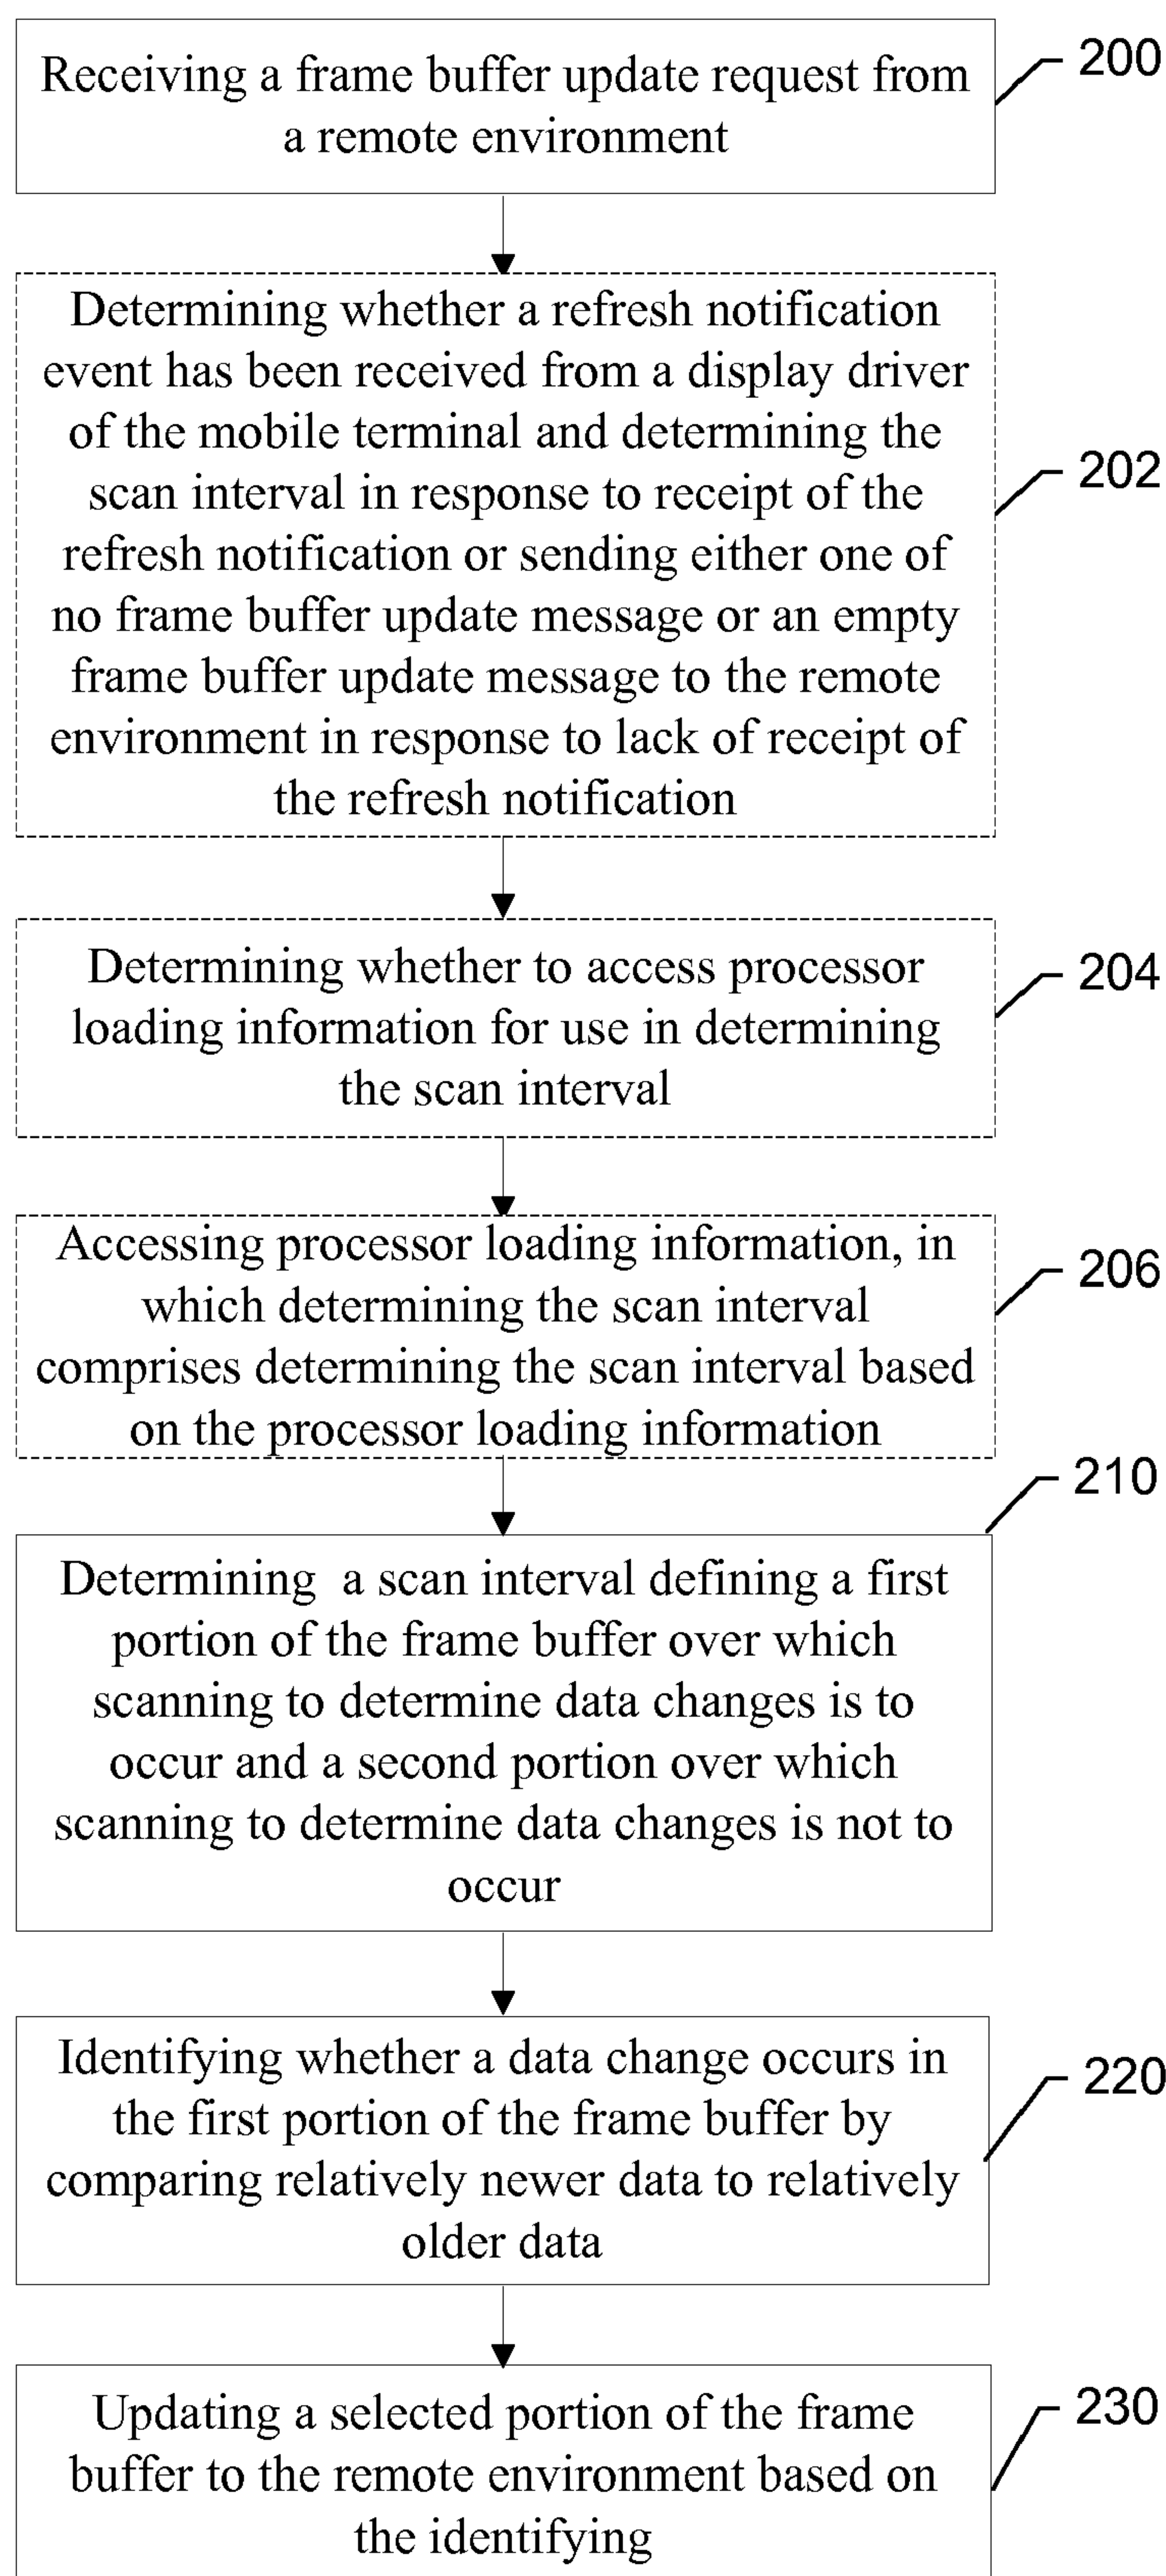 Receiving a frame buffer update request from
a remote environment
200
Determining whether a refresh notification
event has been received from a display driver
of the mobile terminal and determining the
scan interval in response to receipt of the
refresh notification or sending either one of
no frame buffer update message or an empty
frame buffer update message to the remote
environment in response to lack of receipt of
the refresh notification
202
Determining whether to access processor
loading information for use in determining
the scan interval
204
Accessing processor loading information, in
which determining the scan interval
comprises determining the scan interval based
on the processor loading information
206
210
Determining a scan interval defining a first
portion of the frame buffer over which
scanning to determine data changes is to
occur and a second portion over which
scanning to determine data changes is not to
occur
Identifying whether a data change occurs in
the first portion of the frame buffer by
comparing relatively newer data to relatively
older data
220
Updating a selected portion of the frame
buffer to the remote environment based on
the identifying
230